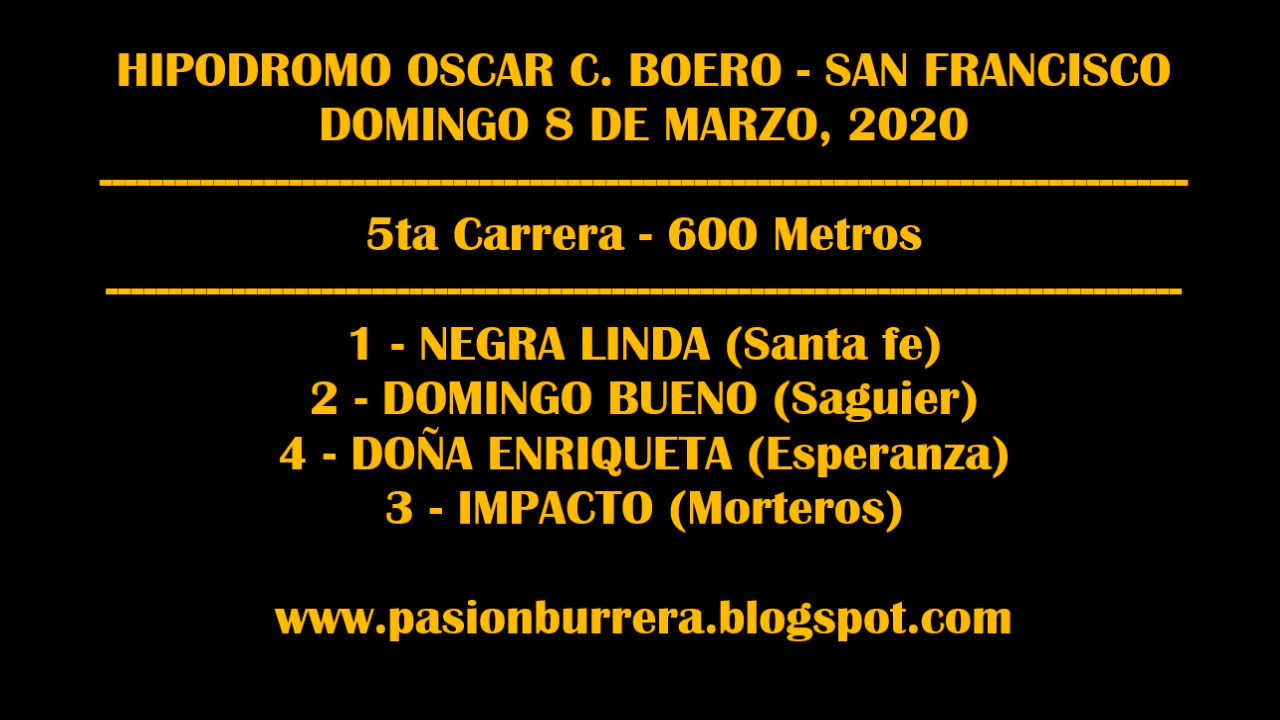 HIPODROMO OSCAR C. BOERO - SAN FRANCISCO
DOMINGO 8 DE MARZO, 2020
5ta Carrera - 600 Metros
1 - NEGRA LINDA (Santa fe)
2 - DOMINGO BUENO (Saguier)
4 - DOÑA ENRIQUETA (Esperanza)
3 - IMPACTO (Morteros)
www.pasionburrera.blogspot.com